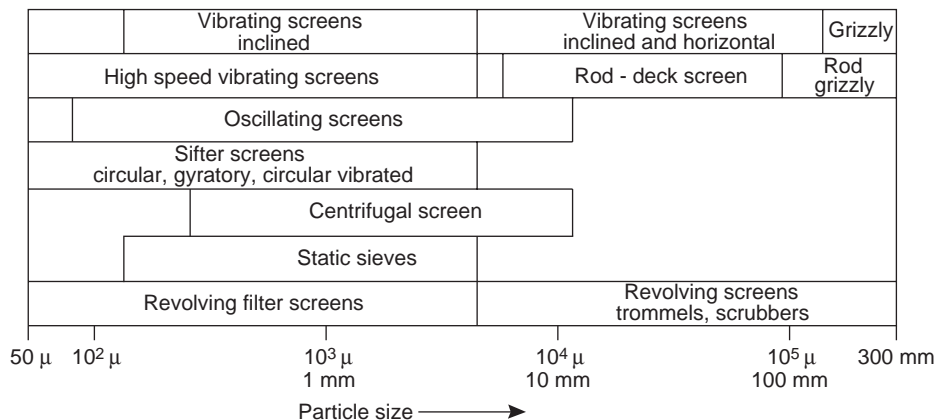 Vibrating screens
inclined
Vibrating screens
inclined and horizontal
Grizzly
High speed vibrating screens
Rod - deck screen
Rod
grizzly
Oscillating screens
Sifter screens
circular, gyratory, circular vibrated
Centrifugal screen
Static sieves
Revolving filter screens
Revolving screens
trommels, scrubbers
50 μ 10² μ 10³ μ 10⁴ μ 10⁵ μ 300 mm
1 mm 10 mm 100 mm
Particle size